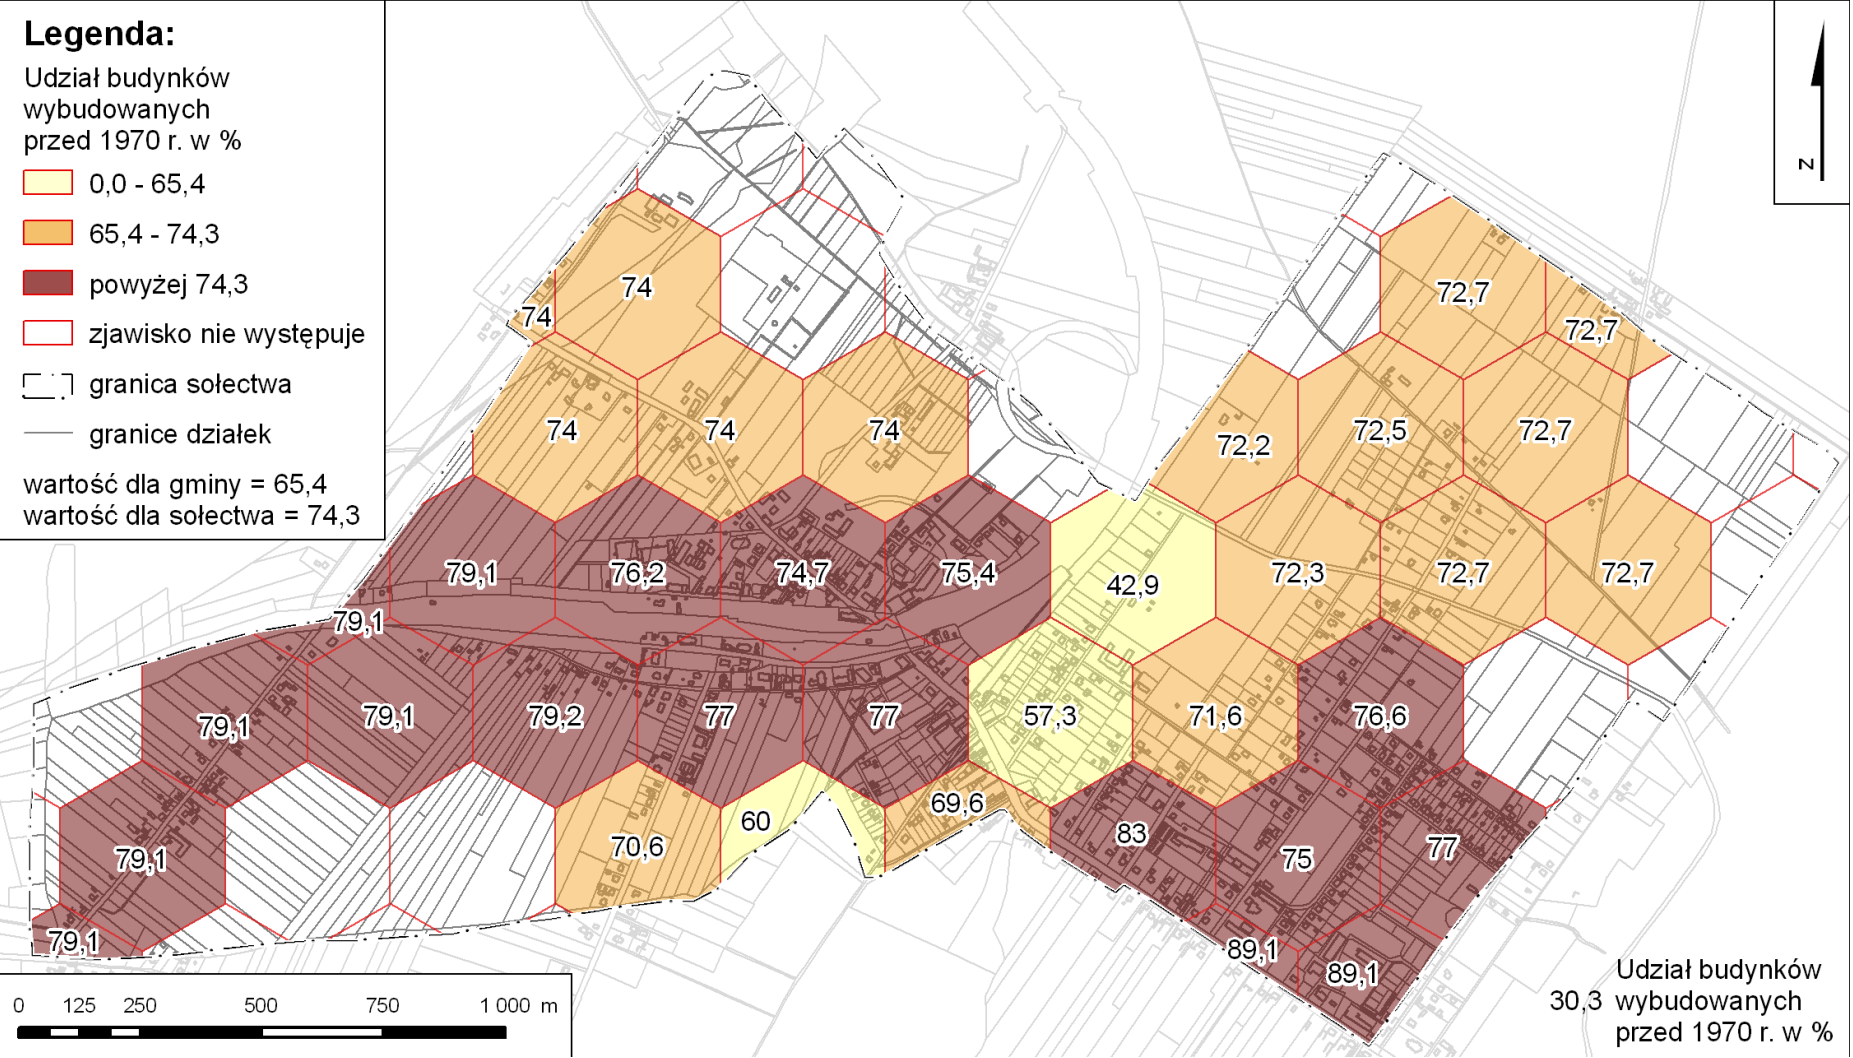 Legenda:
Udział budynków
wybudowanych
przed 1970 r. w %
0,0 - 65,4
65,4 - 74,3
powyżej 74,3
zjawisko nie występuje
granica sołectwa
granice działek
wartość dla gminy = 65,4
wartość dla sołectwa = 74,3
N
74
72,7
74
72,7
74
74
74
72,2
72,5
72,7
79,1
76,2
74,7
75,4
42,9
72,3
72,7
72,7
79,1
79,1
79,1
79,2
77
77
57,3
71,6
76,6
79,1
70,6
60
69,6
83
75
77
79,1
89,1
89,1
0 125 250 500 750 1 000 m
Udział budynków
30,3 wybudowanych
przed 1970 r. w %